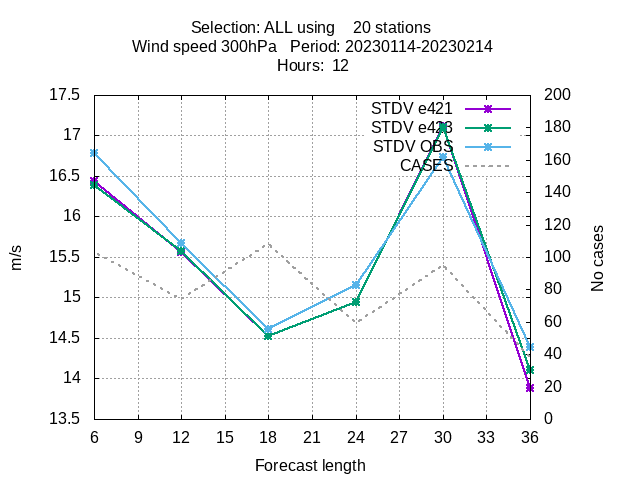 Selection: ALL using    20 stations
Wind speed 300hPa   Period: 20230114-20230214
Hours:  12
STDV e421
STDV e423
STDV OBS
CASES
17.5
17
16.5
16
15.5
15
14.5
14
13.5
m/s
200
180
160
140
120
100
80
60
40
20
0
No cases
6 9 12 15 18 21 24 27 30 33 36
Forecast length